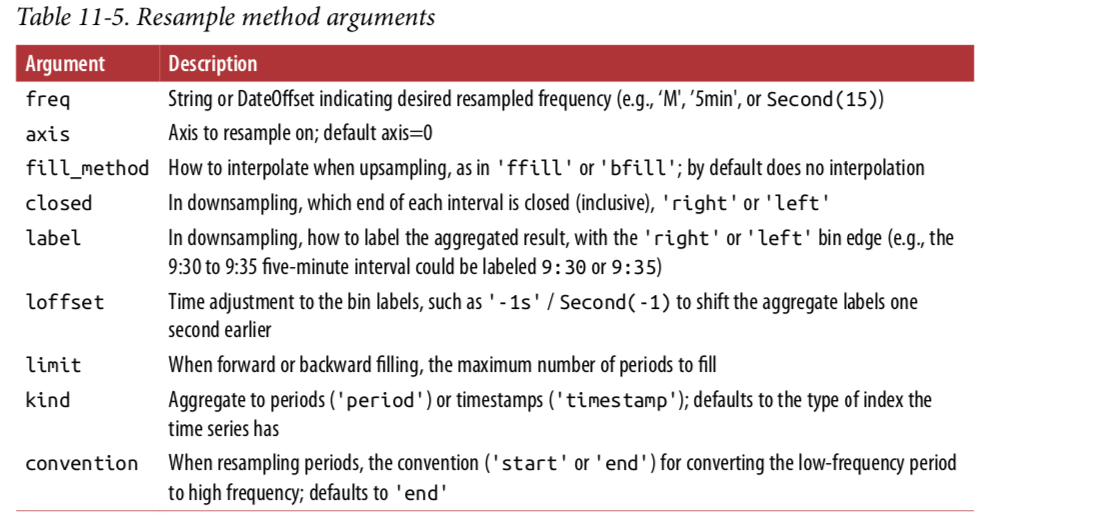 Table 11-5. Resample method arguments
Argument Description
freq String or DateOffset indicating desired resampled frequency (e.g., ‘M', ’5min', or Second(15))
axis Axis to resample on; default axis=0
fill_method How to interpolate when upsampling, as in 'ffill' or 'bfill'; by default does no interpolation
closed In downsampling, which end of each interval is closed (inclusive), 'right' or 'left'
label In downsampling, how to label the aggregated result, with the 'right' or 'left' bin edge (e.g., the
9:30 to 9:35 five-minute interval could be labeled 9:30 or 9:35)
loffset Time adjustment to the bin labels, such as '-1s' / Second(-1) to shift the aggregate labels one
second earlier
limit When forward or backward filling, the maximum number of periods to fill
kind Aggregate to periods ('period') or timestamps ('timestamp'); defaults to the type of index the
time series has
convention When resampling periods, the convention ('start' or 'end') for converting the low-frequency period
to high frequency; defaults to 'end'